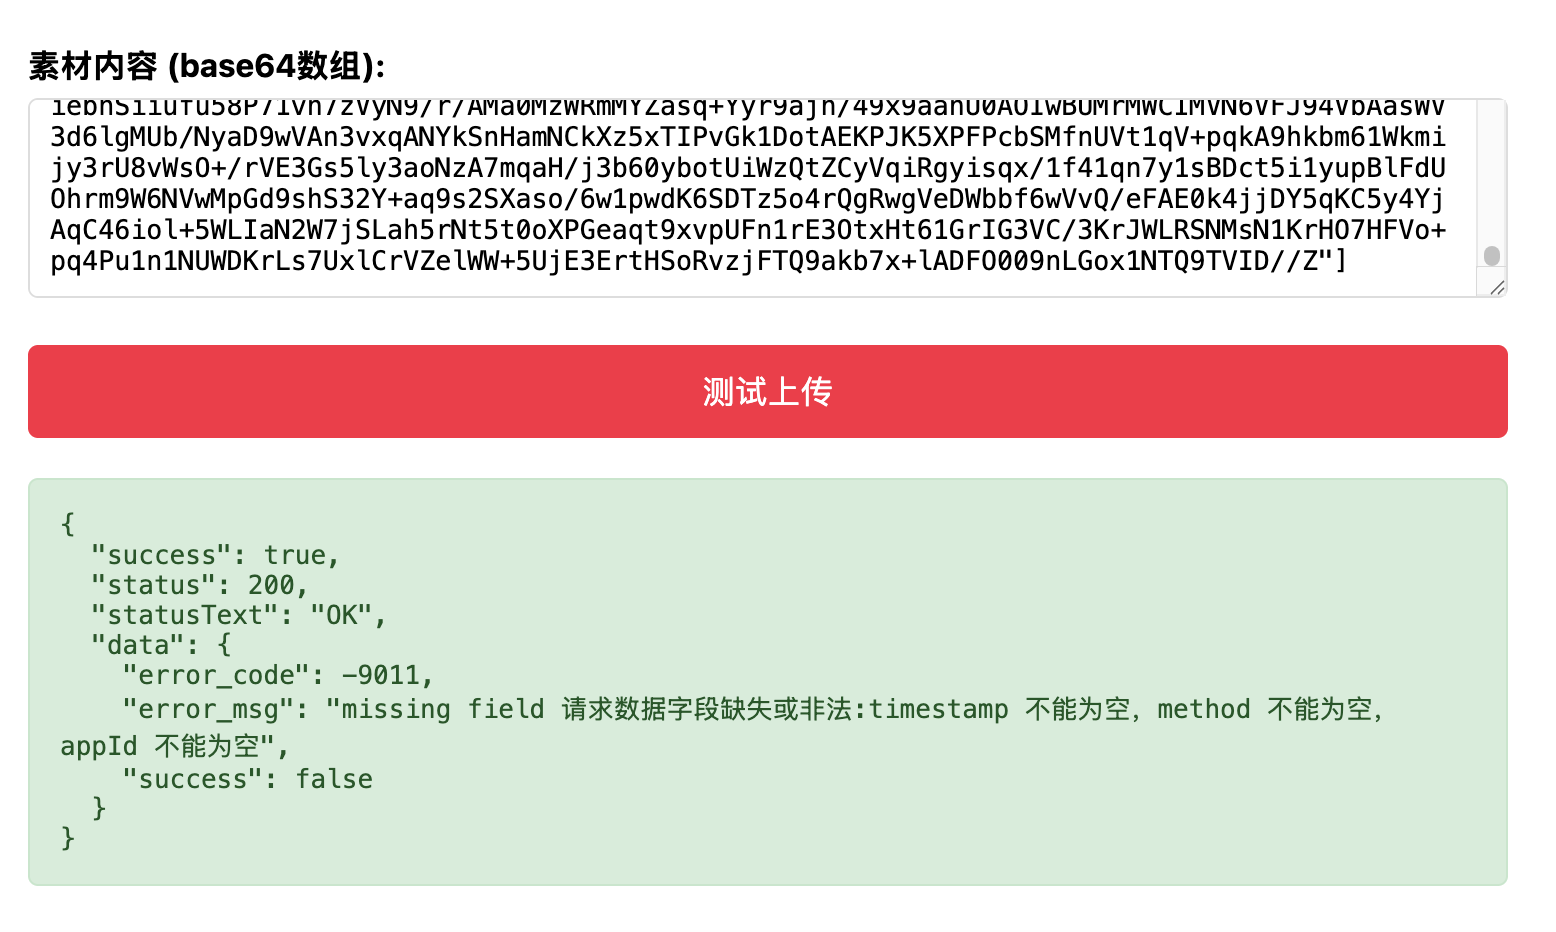 素材内容 (base64数组):
3d6lgMUb/NyaD9wVAn3vxqANYkSnHamNCkXz5xTIPvGk1DotAEKPJK5XPFPcbSMfnUVt1qV+pqkA9hkbm61Wkmi
jy3rU8vWsO+/rVE3Gs5ly3aoNzA7mqaH/j3b60ybotUiWzQtZCyVqiRgyisqx/1f41qn7y1sBDct5i1yupBlFdU
Ohrm9W6NVwMpGd9shS32Y+aq9s2SXaso/6w1pwdK6SDTz5o4rQgRwgVeDWbbf6wVvQ/eFAE0k4jjDY5qKC5y4Yj
AqC46iol+5WLIaN2W7jSLah5rNt5t0oXPGeaqt9xvpUFn1rE3OtxHt61GrIG3VC/3KrJWLRSNMsN1KrHO7HFVo+
pq4Pu1n1NUWDKrLs7UxlCrVZelWW+5UjE3ErtHSoRvzjFTQ9akb7x+lADFO009nLGox1NTQ9TVID//Z"]
测试上传
{
  "success": true,
  "status": 200,
  "statusText": "OK",
  "data": {
    "error_code": -9011,
    "error_msg": "missing field 请求数据字段缺失或非法:timestamp 不能为空, method 不能为空,
appId 不能为空",
    "success": false
  }
}